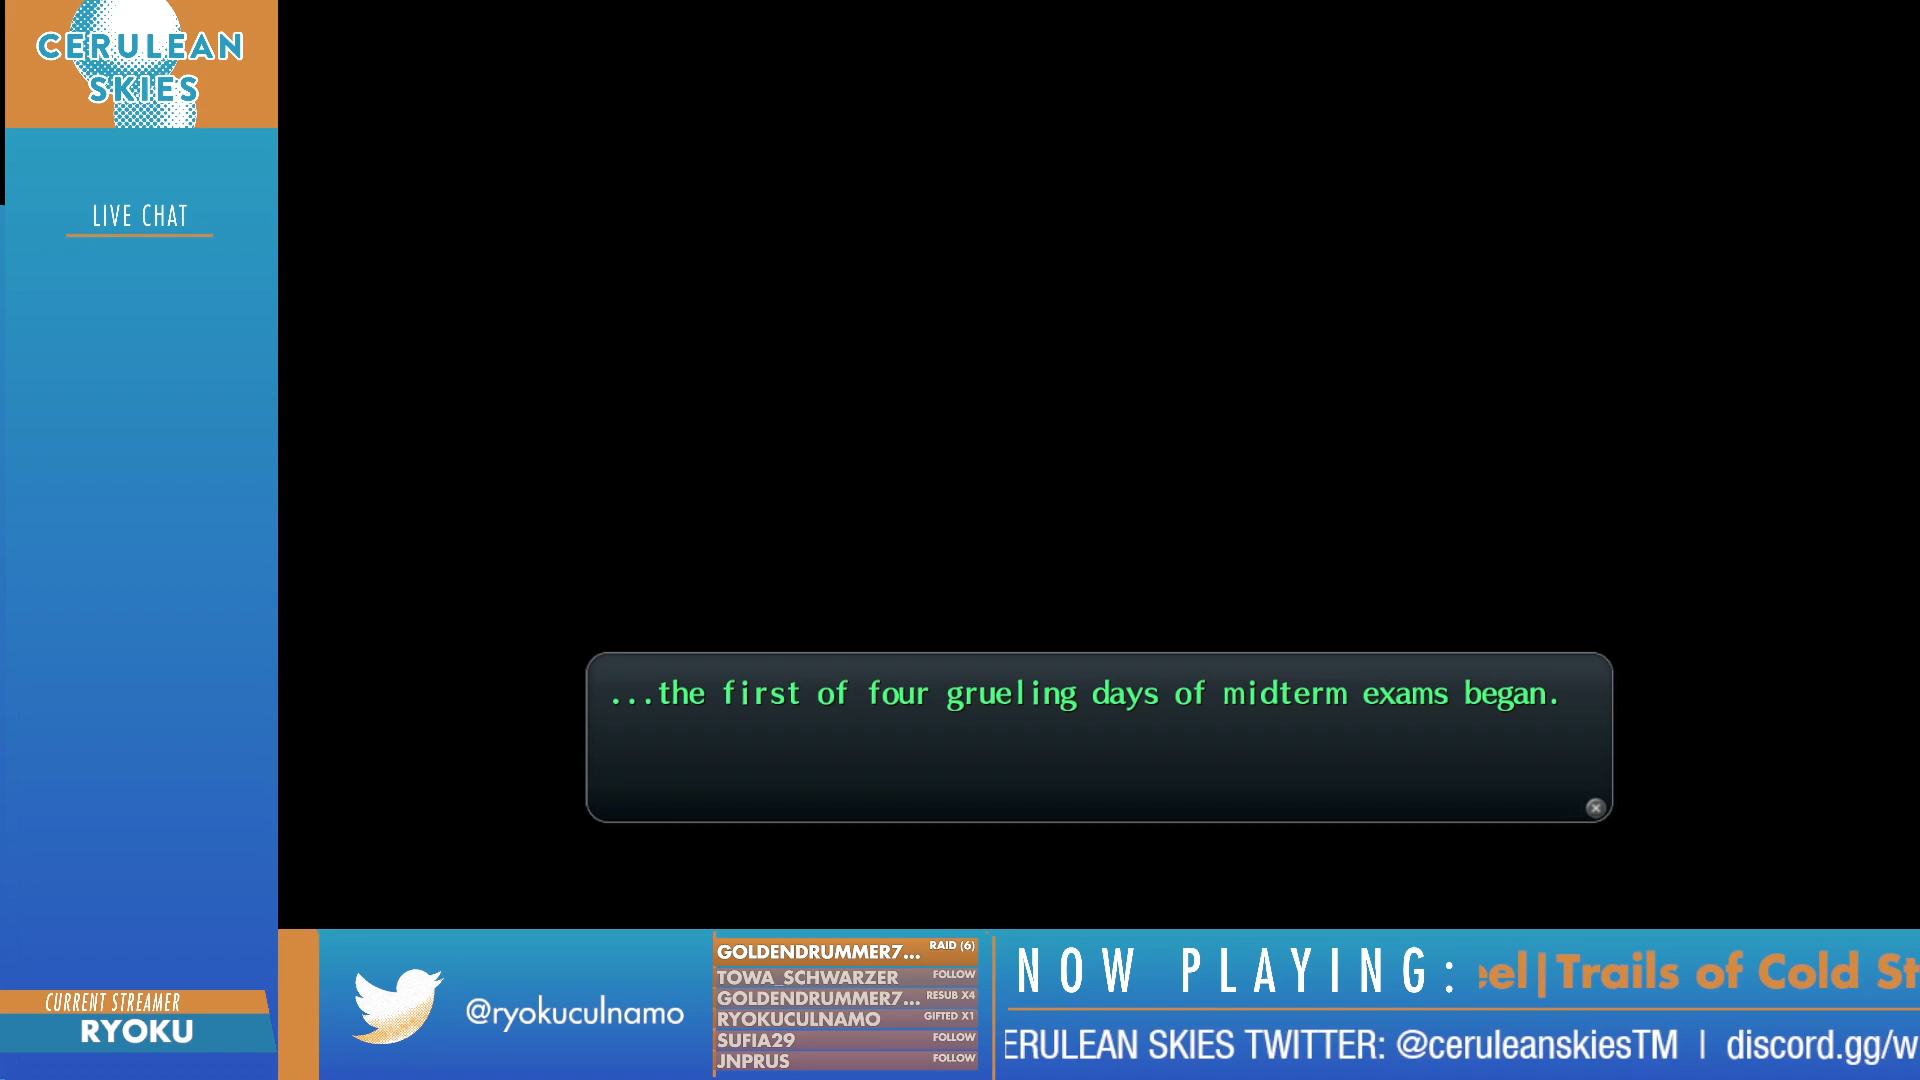 CERULEAN
SKIES
LIVE CHAT
...the first of four grueling days of midterm exams began.
CURRENT STREAMER
RYOKU
@ryokuculnamo
GOLDENDRUMMER7... RAID (6)
TOWA_SCHWARZER FOLLOW
GOLDENDRUMMER7... RESUB X4
RYOKUCULNAMO GIFTED X1
SUFIA29 FOLLOW
JNPRUS FOLLOW
NOW PLAYING: eel|Trails of Cold St
ERULEAN SKIES TWITTER: @ceruleanskiesTM | discord.gg/w